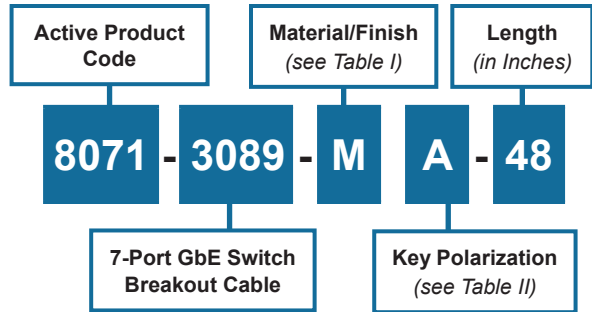 Active Product
Code
Material/Finish
(see Table I)
Length
(in Inches)
8071 - 3089 - M A - 48
7-Port GbE Switch
Breakout Cable
Key Polarization
(see Table II)